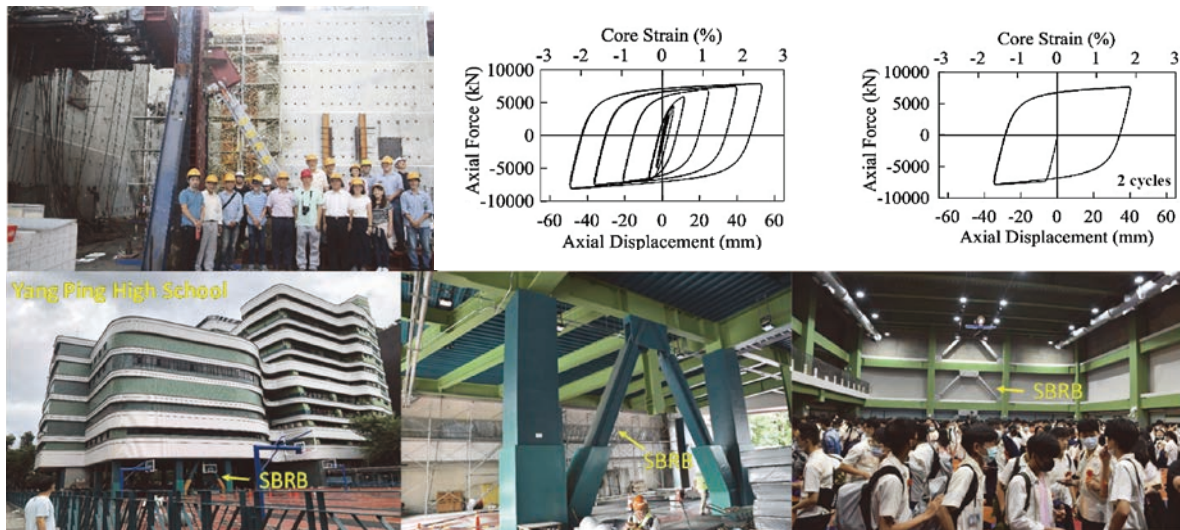 Core Strain (%)
-3 -2 -1 0 1 2 3
Axial Force (kN)
10000
5000
0
-5000
-10000
-60 -40 -20 0 20 40 60
Axial Displacement (mm)
Core Strain (%)
-3 -2 -1 0 1 2 3
Axial Force (kN)
10000
5000
0
-5000
-10000
2 cycles
-60 -40 -20 0 20 40 60
Axial Displacement (mm)
Yang Ping High School
SBRB
SBRB
SBRB